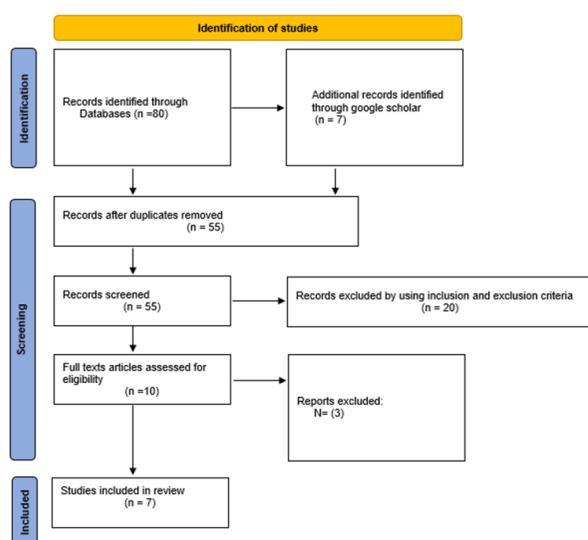 Identification of studies
Identification
Records identified through
Databases (n =80)
Additional records identified
through google scholar
(n = 7)
Screening
Records after duplicates removed
(n = 55)
Records screened
(n = 55)
Records excluded by using inclusion and exclusion criteria
(n = 20)
Full texts articles assessed for
eligibility
(n =10)
Reports excluded:
N= (3)
Included
Studies included in review
(n = 7)